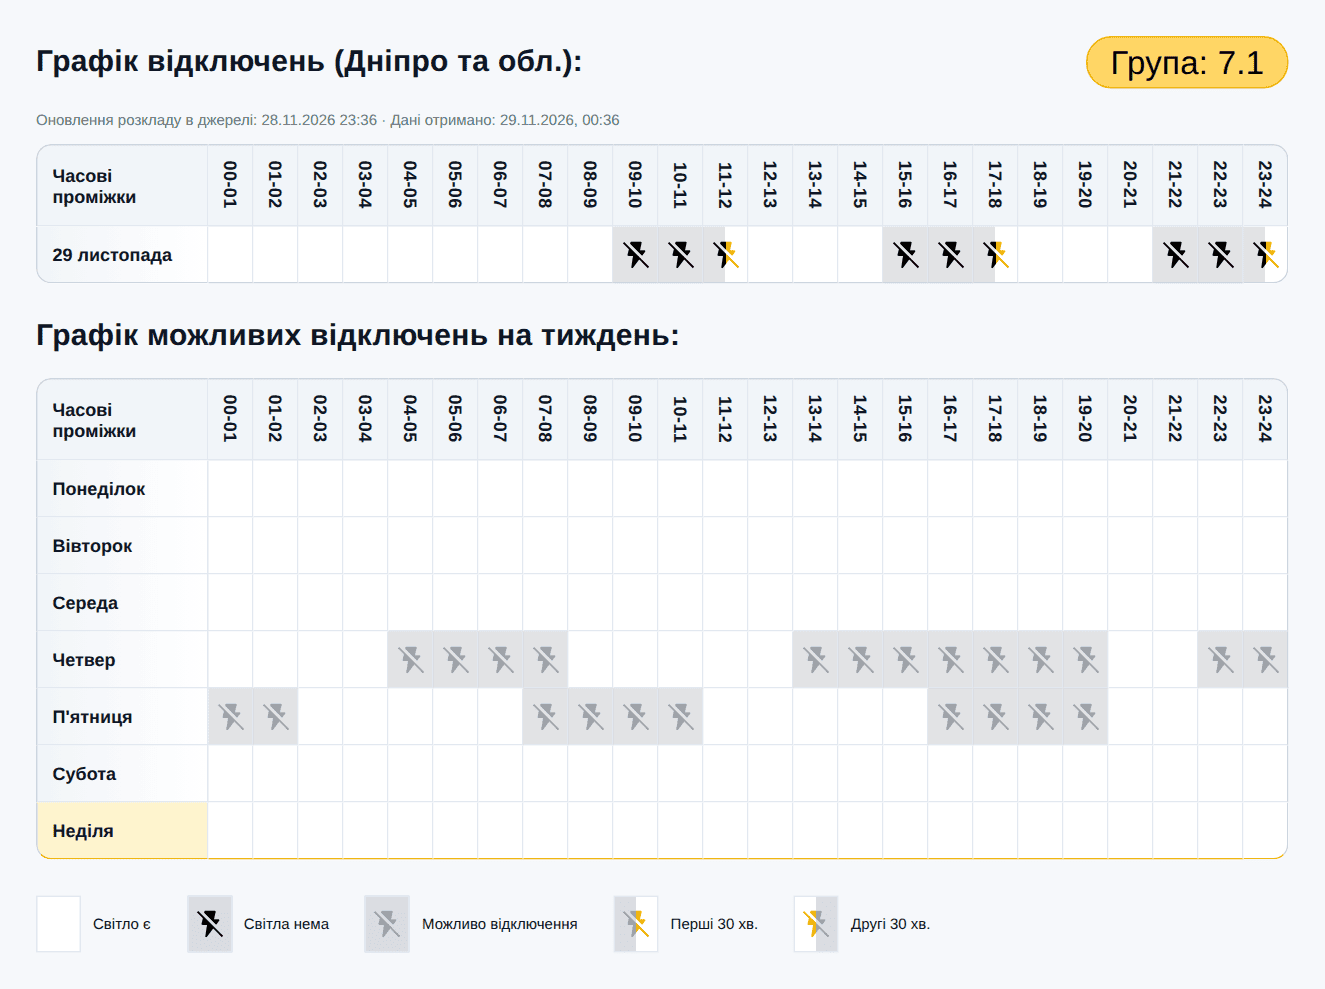 Графік відключень (Дніпро та обл.):
Група: 7.1
Оновлення розкладу в джерелі: 28.11.2026 23:36 · Дані отримано: 29.11.2026, 00:36
Часові
проміжки
00-01 01-02 02-03 03-04 04-05 05-06 06-07 07-08 08-09 09-10 10-11 11-12 12-13 13-14 14-15 15-16 16-17 17-18 18-19 19-20 20-21 21-22 22-23 23-24
29 листопада
Графік можливих відключень на тиждень:
Часові
проміжки
00-01 01-02 02-03 03-04 04-05 05-06 06-07 07-08 08-09 09-10 10-11 11-12 12-13 13-14 14-15 15-16 16-17 17-18 18-19 19-20 20-21 21-22 22-23 23-24
Понеділок
Вівторок
Середа
Четвер
П'ятниця
Субота
Неділя
Світло є
Світла нема
Можливо відключення
Перші 30 хв.
Другі 30 хв.